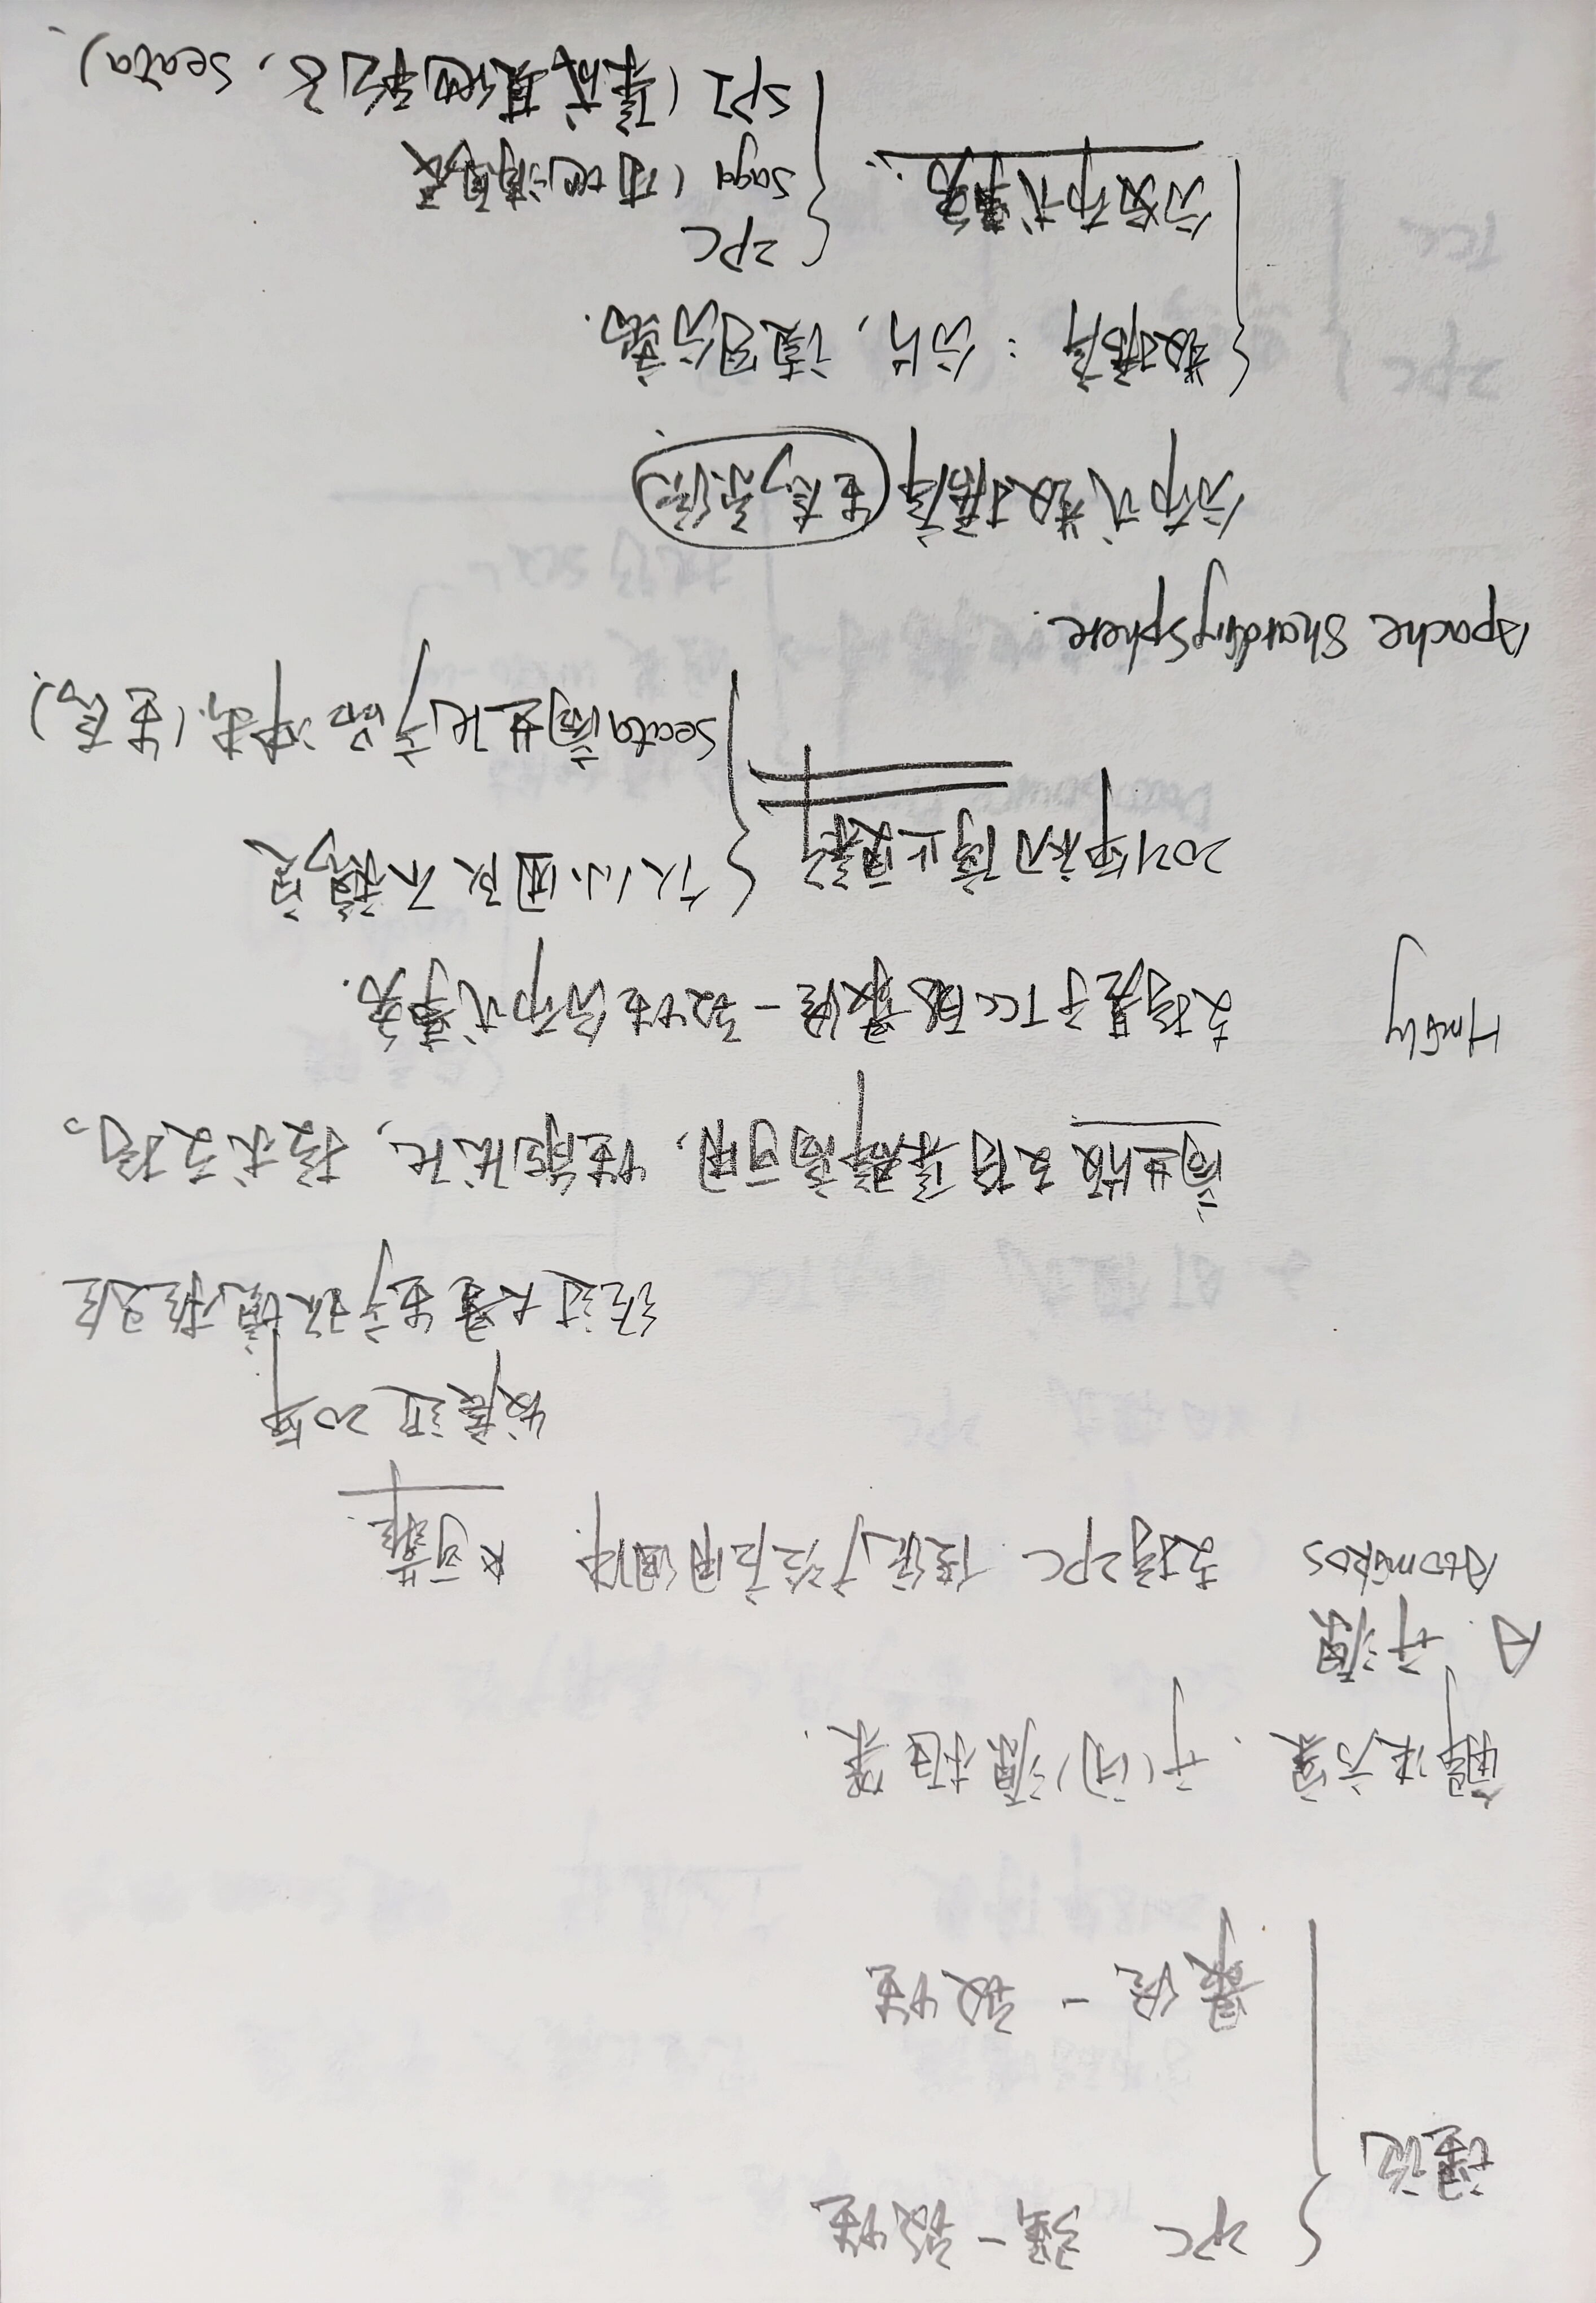 理论
2PC 强一致性
最终一致性
解决方案、开(闭)源框架.
A. 开源
Atomikos 支持2PC. 传统广泛应用组件. 可靠.
发展近20年.
经过大量生产环境检验
商业版支持集群高可用, 性能优化, 技术支持。
Hmily 支持基于TCC的最终一致性分布式事务.
2021年初停止更新
个人/小团队不稳定
Seata商业化产品冲击(生态)、
Apache ShardingSphere.
分布式数据库生态系统、
数据库: 分片, 读写分离.
分布式事务:
2PC
Saga (本地消息表
SPI (集成其他轮子, Seata)、